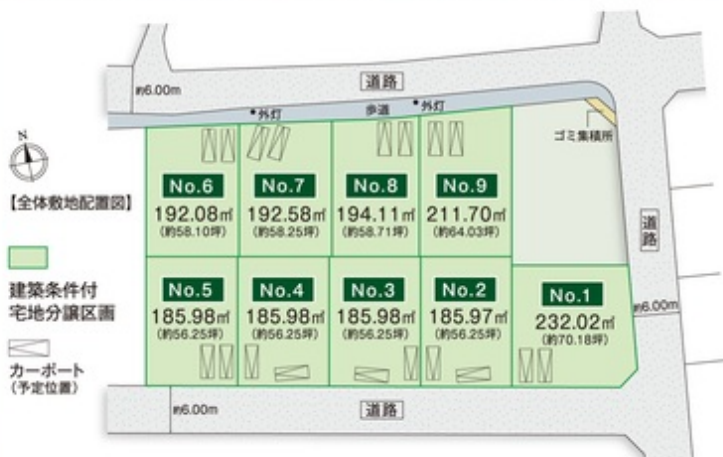 約6.00m
道路
外灯
歩道
外灯
ゴミ集積所
N
【全体敷地配置図】
建築条件付
宅地分譲区画
カーポート
(予定位置)
No.6
192.08㎡
(約58.10坪)
No.7
192.58㎡
(約58.25坪)
No.8
194.11㎡
(約58.71坪)
No.9
211.70㎡
(約64.03坪)
道路
約6.00m
No.5
185.98㎡
(約56.25坪)
No.4
185.98㎡
(約56.25坪)
No.3
185.98㎡
(約56.25坪)
No.2
185.97㎡
(約56.25坪)
No.1
232.02㎡
(約70.18坪)
約6.00m
道路